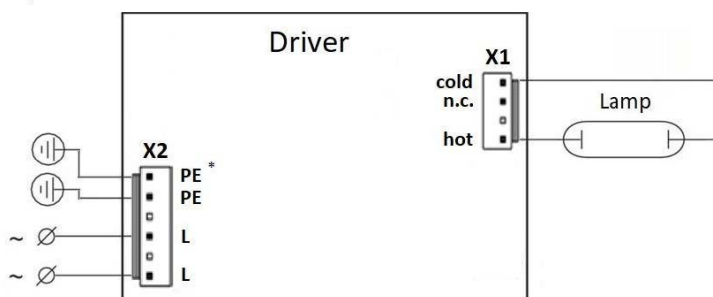 Driver
X1
cold
n.c.
Lamp
hot
X2
PE *
PE
~ L
~ L